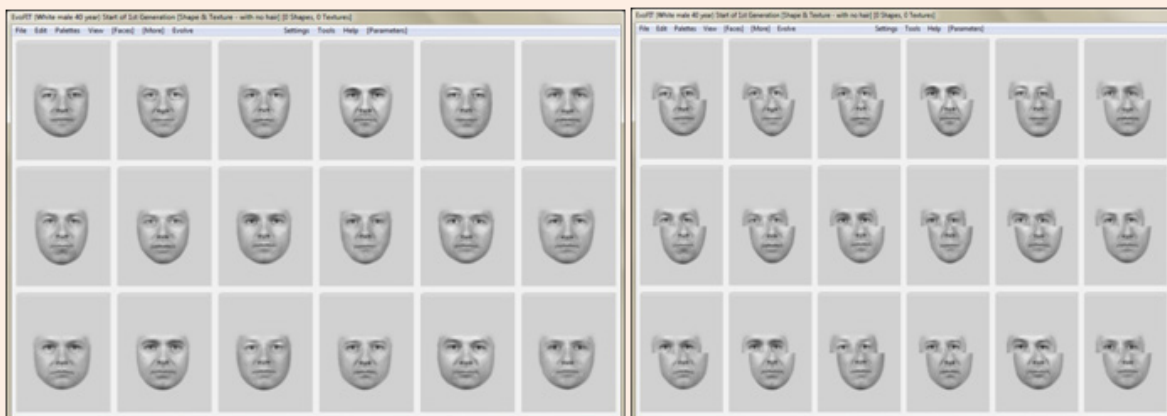 EvoFIT [White male 40 year] Start of 1st Generation [Shape & Texture - with no hair] [0 Shapes, 0 Textures]
File Edit Palettes View [Faces] [More] Evolve Settings Tools Help [Parameters]
EvoFIT [White male 40 year] Start of 1st Generation [Shape & Texture - with no hair] [0 Shapes, 0 Textures]
File Edit Palettes View [Faces] [More] Evolve Settings Tools Help [Parameters]